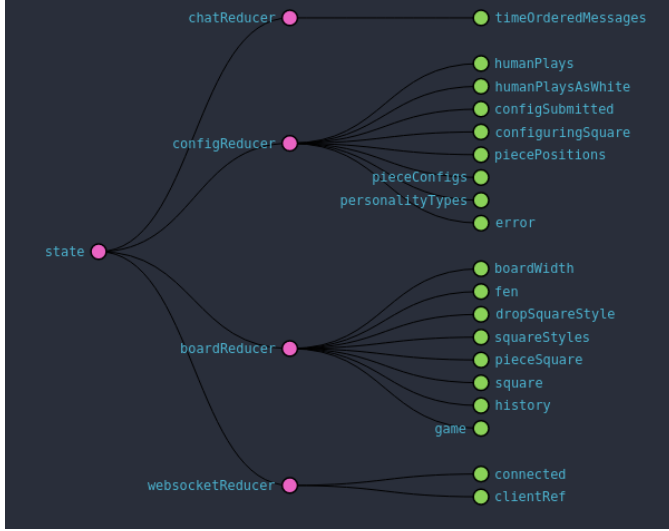 chatReducer
timeOrderedMessages
humanPlays
humanPlaysAsWhite
configSubmitted
configuringSquare
configReducer
piecePositions
pieceConfigs
personalityTypes
error
state
boardWidth
fen
dropSquareStyle
squareStyles
boardReducer
pieceSquare
square
history
game
connected
websocketReducer
clientRef